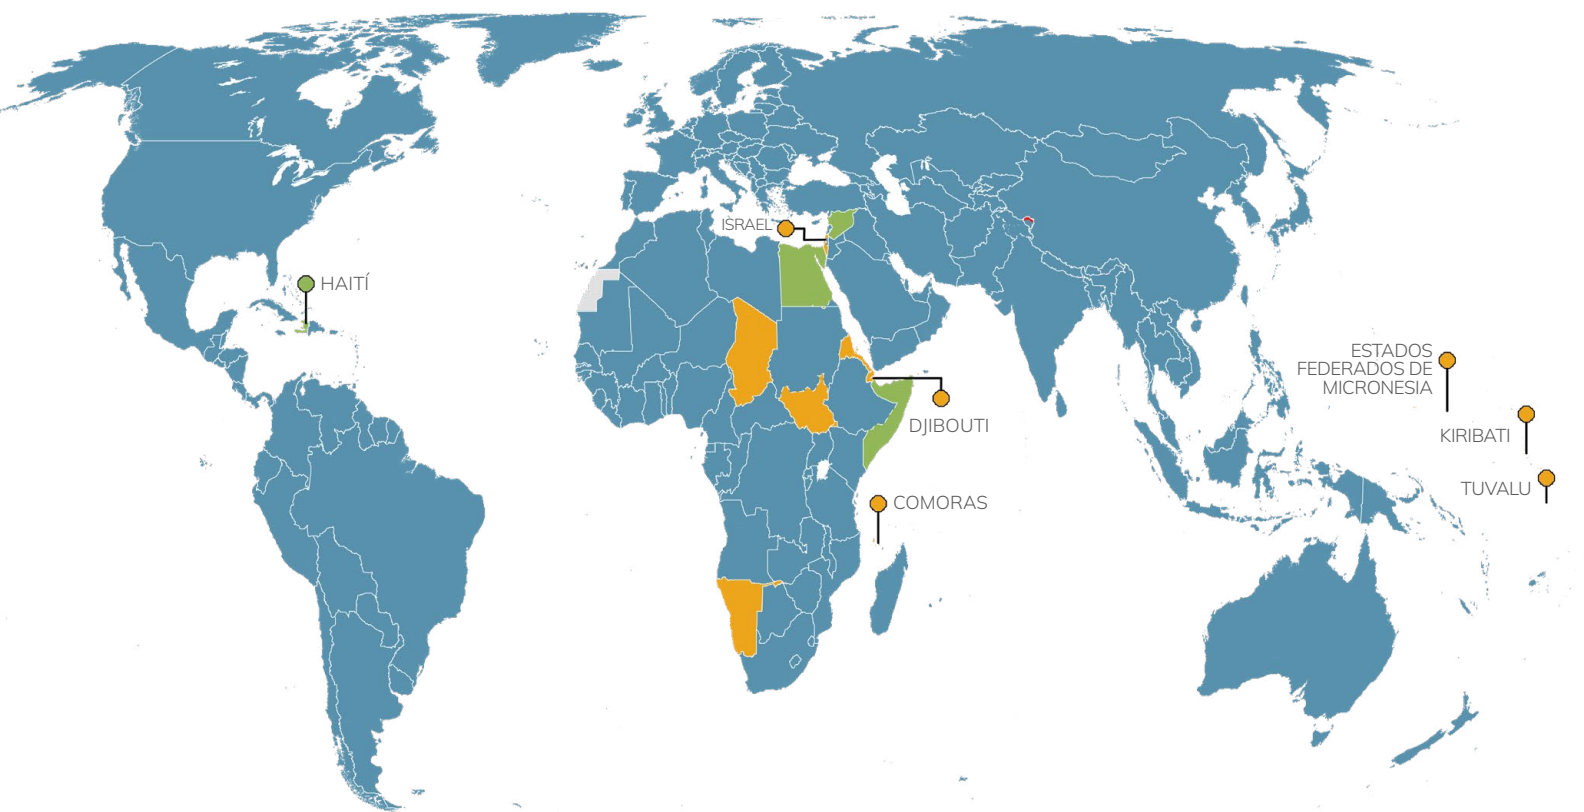 ISRAEL
HAITÍ
ESTADOS
FEDERADOS DE
MICRONESIA
DJIBOUTI
KIRIBATI
TUVALU
COMORAS